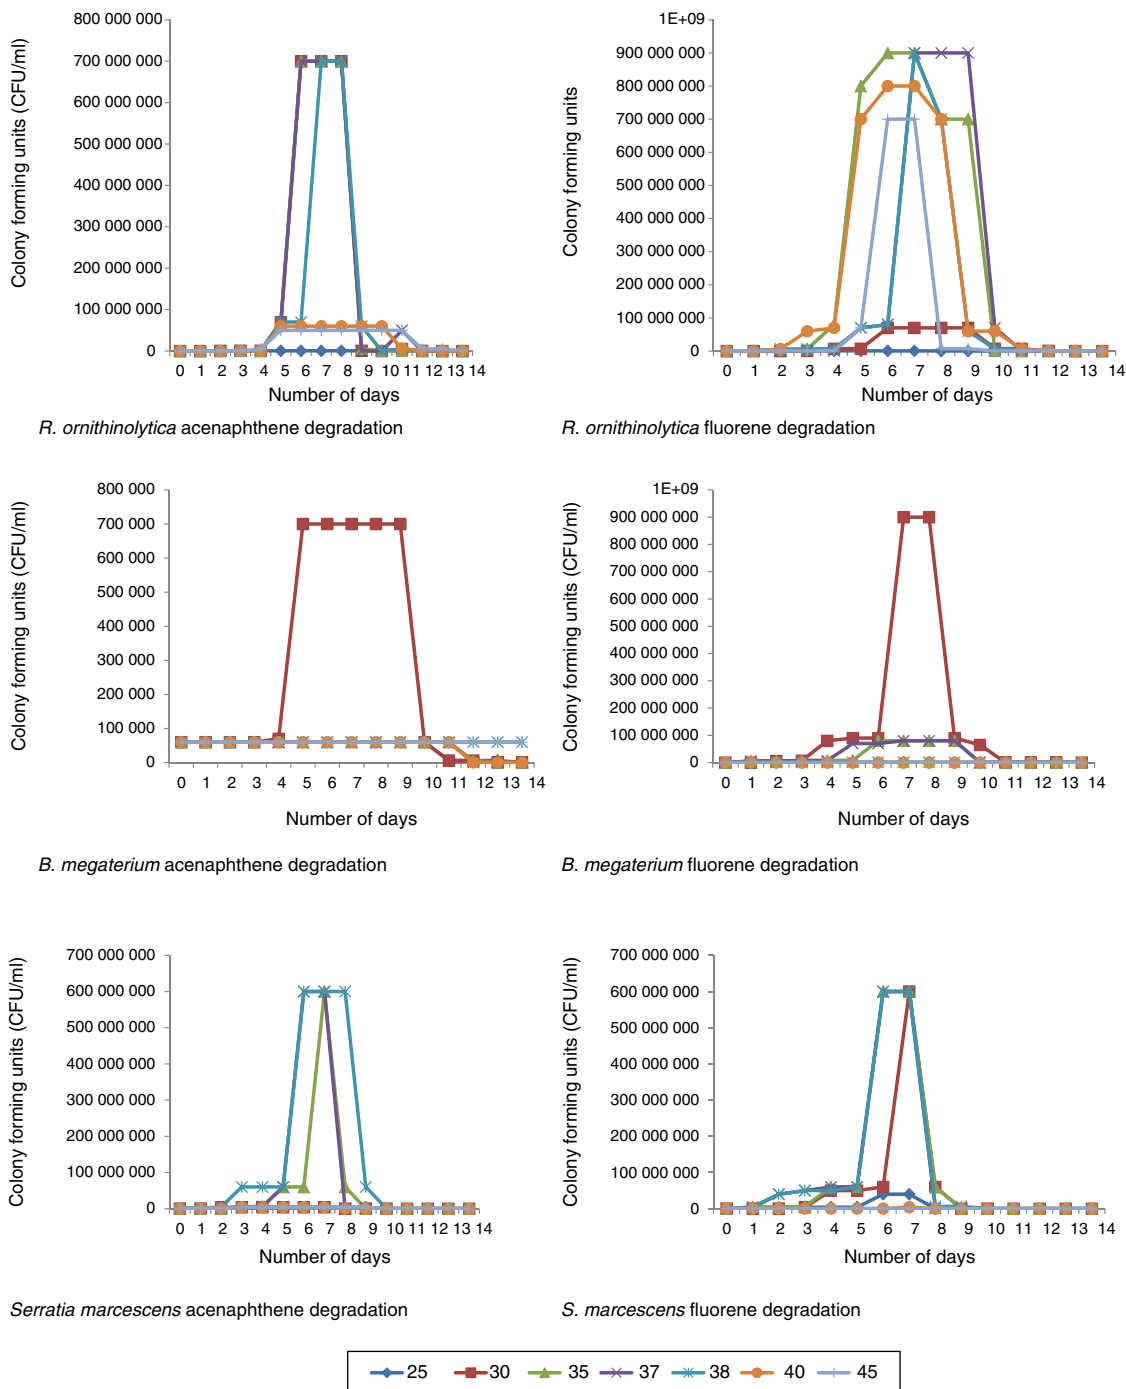 Colony forming units (CFU/ml)
800 000 000
700 000 000
600 000 000
500 000 000
400 000 000
300 000 000
200 000 000
100 000 000
0
0 1 2 3 4 5 6 7 8 9 10 11 12 13 14
Number of days
R. ornithinolytica acenaphthene degradation
Colony forming units
1E+09
900 000 000
800 000 000
700 000 000
600 000 000
500 000 000
400 000 000
300 000 000
200 000 000
100 000 000
0
0 1 2 3 4 5 6 7 8 9 10 11 12 13 14
Number of days
R. ornithinolytica fluorene degradation
Colony forming units (CFU/ml)
800 000
700 000
600 000
500 000
400 000
300 000
200 000
100 000
0
0 1 2 3 4 5 6 7 8 9 10 11 12 13 14
Number of days
B. megaterium acenaphthene degradation
Colony forming units (CFU/ml)
1E+09
900 000 000
800 000 000
700 000 000
600 000 000
500 000 000
400 000 000
300 000 000
200 000 000
100 000 000
0
0 1 2 3 4 5 6 7 8 9 10 11 12 13 14
Number of days
B. megaterium fluorene degradation
Colony forming units (CFU/ml)
700 000 000
600 000 000
500 000 000
400 000 000
300 000 000
200 000 000
100 000 000
0
0 1 2 3 4 5 6 7 8 9 10 11 12 13 14
Number of days
Serratia marcescens acenaphthene degradation
Colony forming units (CFU/ml)
700 000 000
600 000 000
500 000 000
400 000 000
300 000 000
200 000 000
100 000 000
0
0 1 2 3 4 5 6 7 8 9 10 11 12 13 14
Number of days
S. marcescens fluorene degradation
25 30 35 37 38 40 45